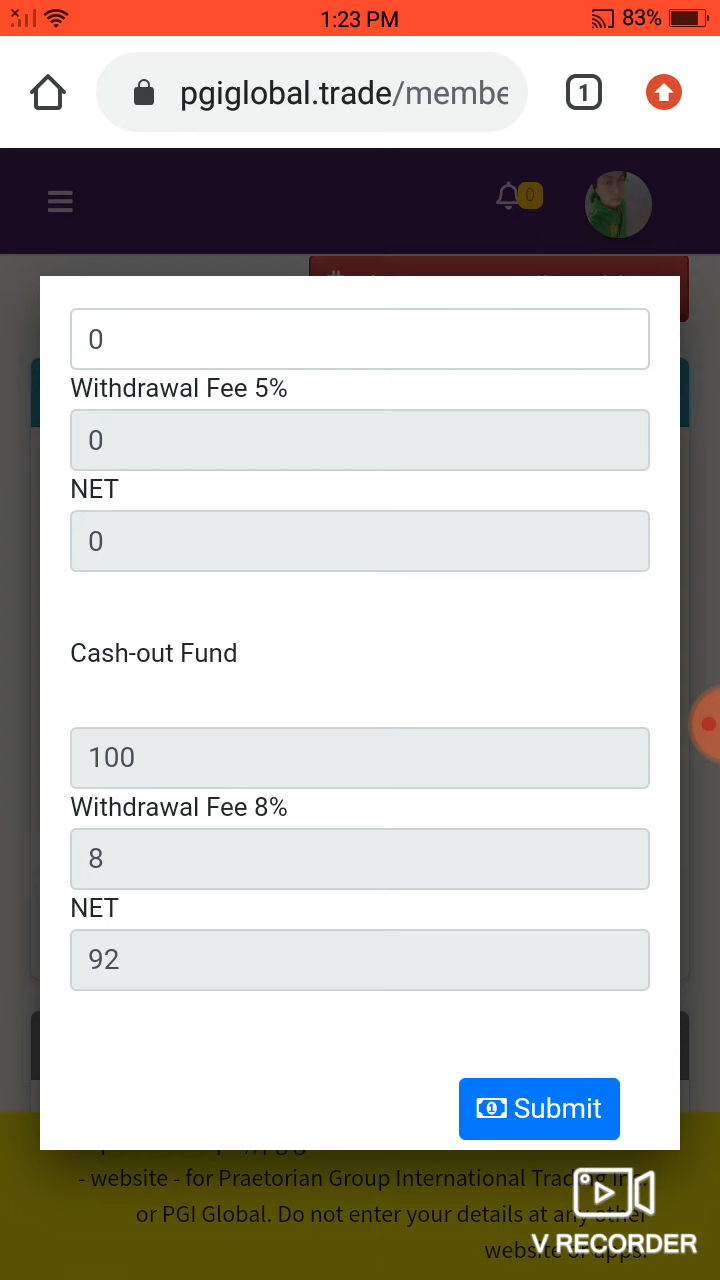 1:23 PM
83%
pgiglobal.trade/membe
1
0
0
Withdrawal Fee 5%
0
NET
0
Cash-out Fund
100
Withdrawal Fee 8%
8
NET
92
Submit
- website - for Praetorian Group International Trading In
or PGI Global. Do not enter your details at any other
website or apps.
V RECORDER